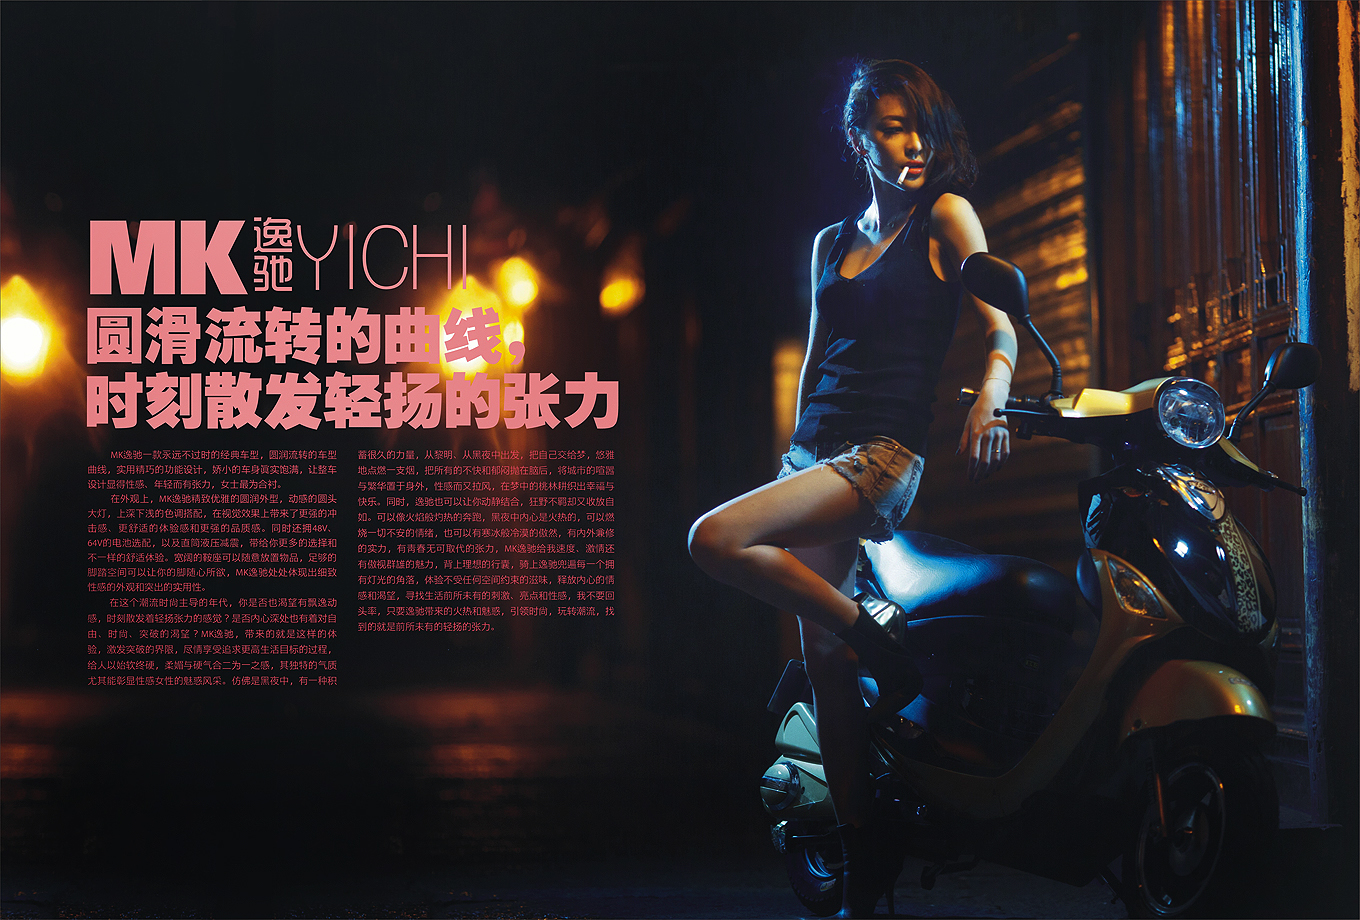 MK逸驰YICHI
圆滑流转的曲线，
时刻散发轻扬的张力
MK逸驰一款永远不过时的经典车型，圆润流转的车型
曲线，实用精巧的功能设计，娇小的车身真实饱满，让整车
设计显得性感、年轻而有张力，女士最为合衬。
在外观上，MK逸驰精致优雅的圆润外型，动感的圆头
大灯，上深下浅的色调搭配，在视觉效果上带来了更强的冲
击感、更舒适的体验感和更强的品质感。同时还拥48V、
64V的电池选配，以及直筒液压减震，带给你更多的选择和
不一样的舒适体验。宽阔的鞍座可以随意放置物品，足够的
脚踏空间可以让你的脚随心所欲，MK逸驰处处体现出细致
性感的外观和突出的实用性。
在这个潮流时尚主导的年代，你是否也渴望有飘逸动
感，时刻散发着轻扬张力的感觉？是否内心深处也有着对自
由、时尚、突破的渴望？MK逸驰，带来的就是这样的体
验，激发突破的界限，尽情享受追求更高生活目标的过程，
给人以始软终硬，柔媚与硬气合二为一之感，其独特的气质
尤其能彰显性感女性的魅惑风采。仿佛是黑夜中，有一种积
蓄很久的力量，从黎明、从黑夜中出发，把自己交给梦，悠雅
地点燃一支烟，把所有的不快和郁闷抛在脑后，将城市的喧嚣
与繁华置于身外，性感而又拉风，在梦中的桃林耕织出幸福与
快乐。同时，逸驰也可以让你动静结合，狂野不羁却又收放自
如。可以像火焰般灼热的奔跑，黑夜中内心是火热的，可以燃
烧一切不安的情绪，也可以有寒冰般冷漠的傲然，有内外兼修
的实力，有青春无可取代的张力，MK逸驰给我速度、激情还
有傲视群雄的魅力，背上理想的行囊，骑上逸驰兜遍每一个拥
有灯光的角落，体验不受任何空间约束的滋味，释放内心的情
感和渴望，寻找生活前所未有的刺激、亮点和性感，我不要回
头率，只要逸驰带来的火热和魅惑，引领时尚，玩转潮流，找
到的就是前所未有的轻扬的张力。